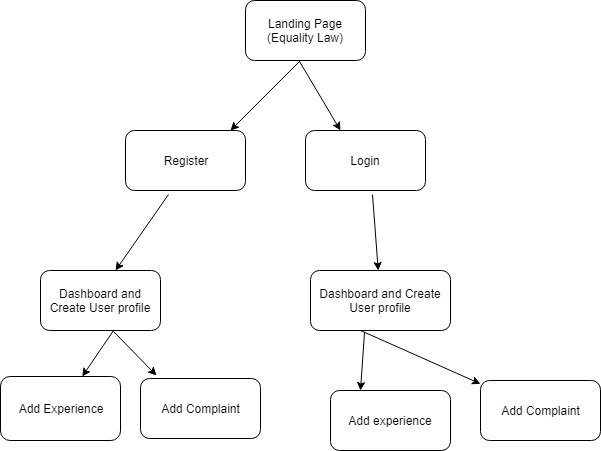 Landing Page
(Equality Law)
Register
Login
Dashboard and
Create User profile
Dashboard and Create
User profile
Add Experience
Add Complaint
Add experience
Add Complaint